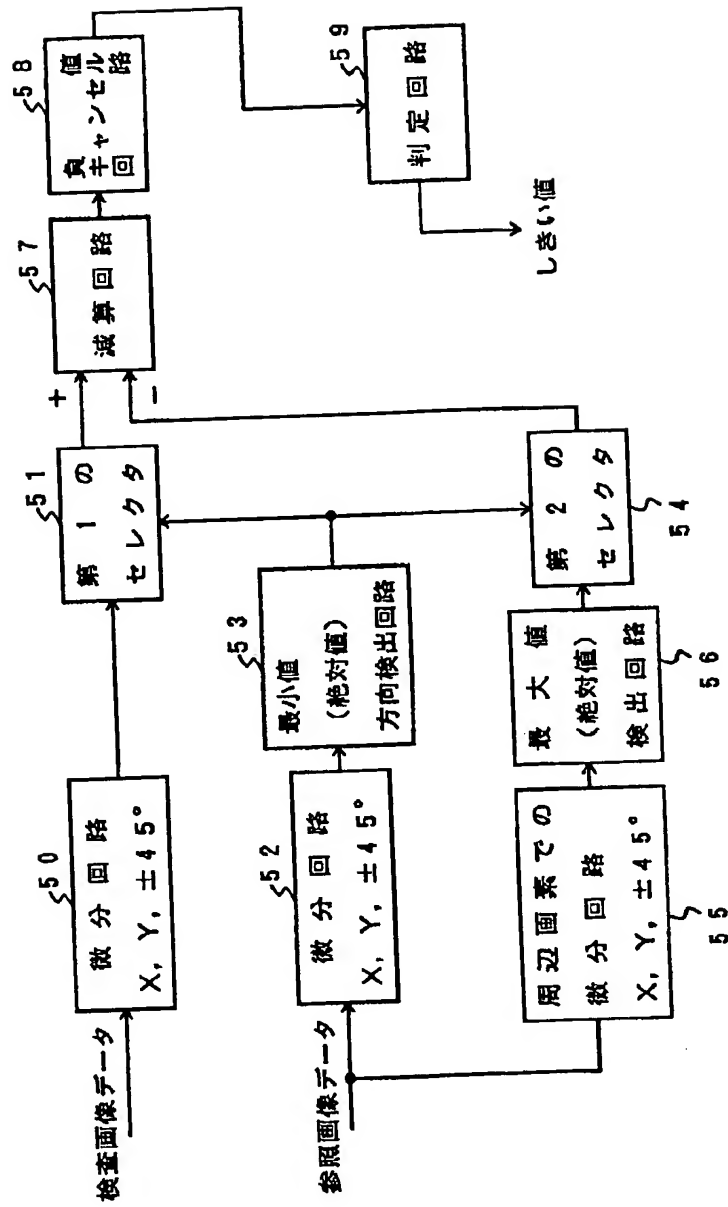 検査画像データ
50
微分回路
X, Y, ±45°
51
第1の
セレクタ
+
−
57
減算回路
58
負値
キャンセル
回路
59
判定回路
しきい値
参照画像データ
52
微分回路
X, Y, ±45°
53
最小値
(絶対値)
方向検出回路
周辺画素での
微分回路
X, Y, ±45°
55
最大値
(絶対値)
検出回路
56
第2の
セレクタ
54